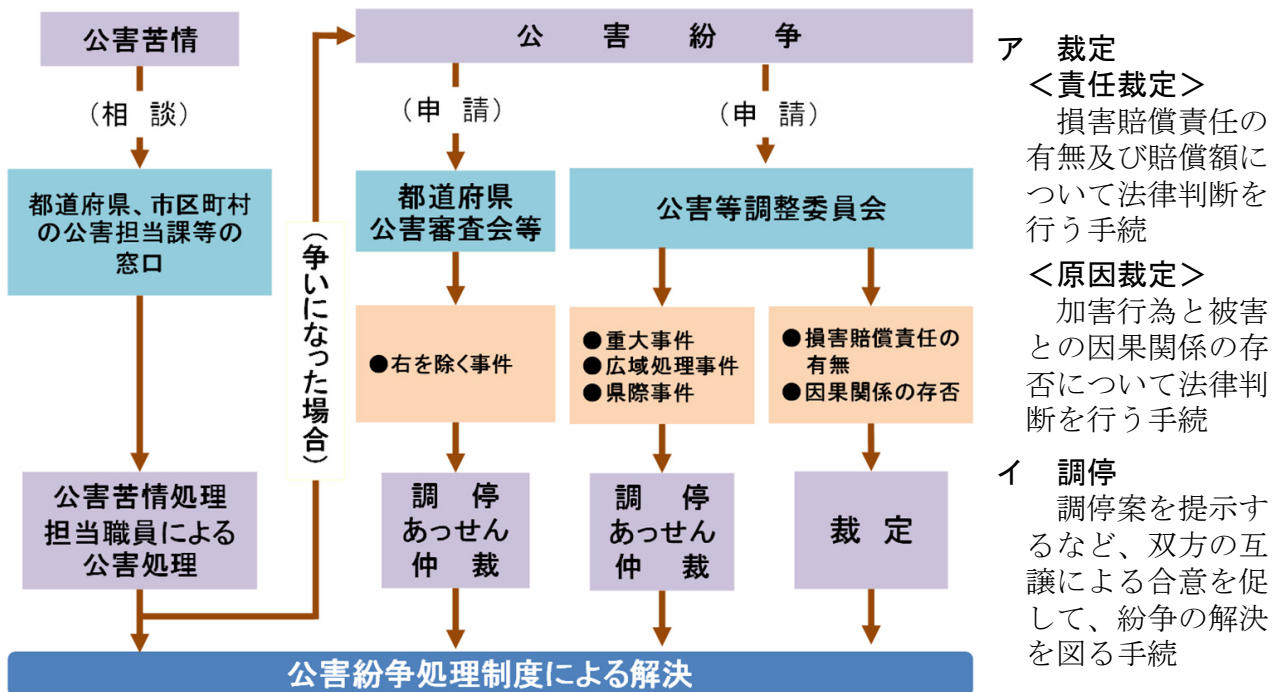 公害苦情
(相 談)
都道府県、市区町村
の公害担当課等の
窓口
公害苦情処理
担当職員による
公害処理
(争いになった場合)
公 害 紛 争
(申 請)
都道府県
公害審査会等
●右を除く事件
調 停
あっせん
仲 裁
(申 請)
公害等調整委員会
●重大事件
●広域処理事件
●県際事件
調 停
あっせん
仲 裁
●損害賠償責任の
有無
●因果関係の存否
裁 定
公害紛争処理制度による解決
ア 裁定
<責任裁定>
損害賠償責任の
有無及び賠償額に
ついて法律判断を
行う手続
<原因裁定>
加害行為と被害
との因果関係の存
否について法律判
断を行う手続
イ 調停
調停案を提示す
るなど、双方の互
譲による合意を促
して、紛争の解決
を図る手続